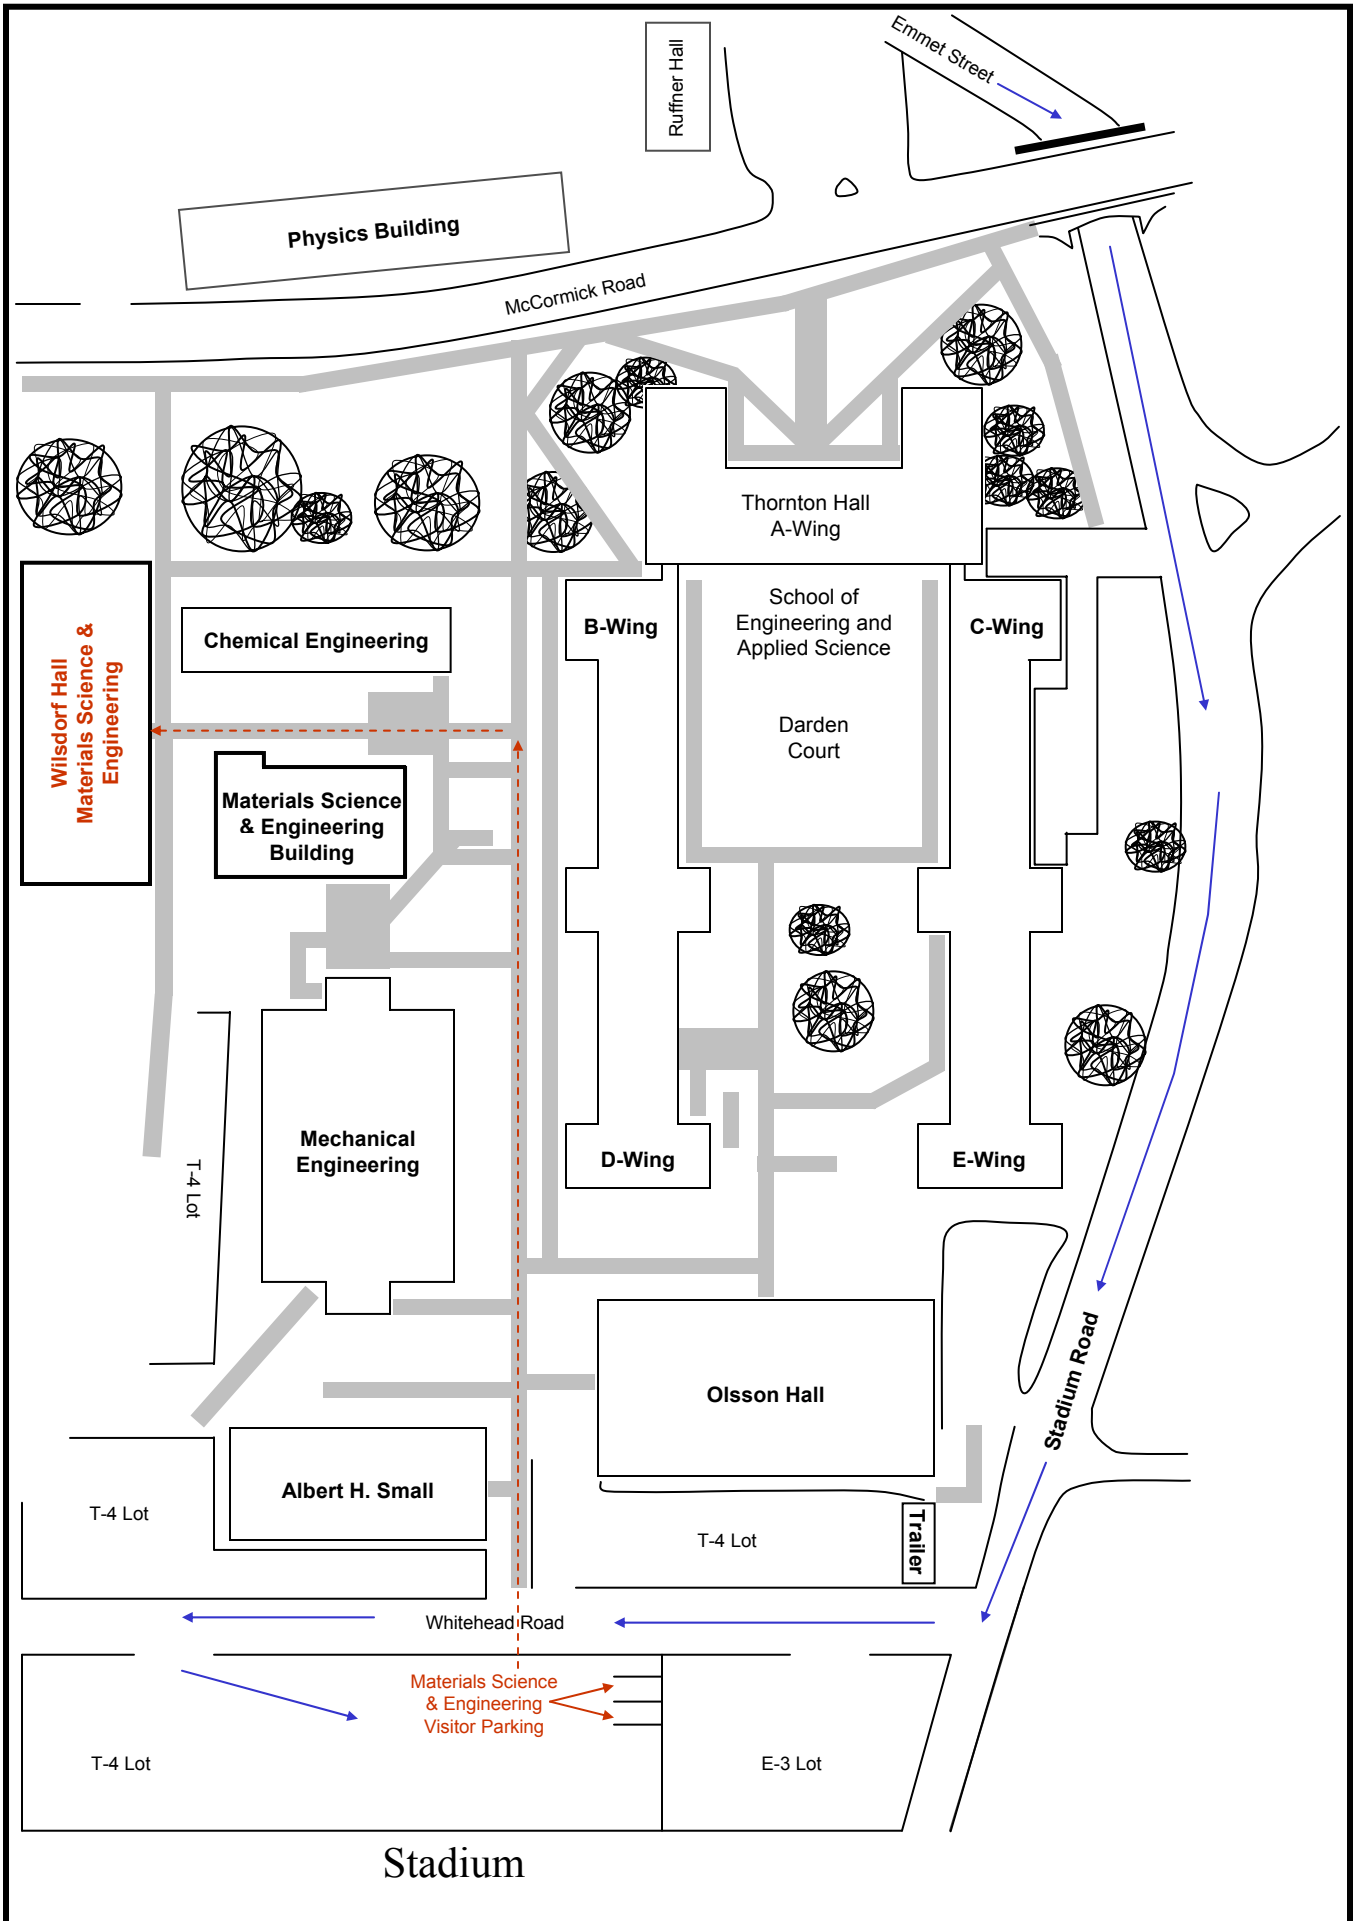 Emmet Street
Ruffner Hall
Physics Building
McCormick Road
Thornton Hall
A-Wing
School of
Engineering and
Applied Science
B-Wing
C-Wing
Chemical Engineering
Wilsdorf Hall
Materials Science &
Engineering
Darden
Court
Materials Science
& Engineering
Building
Mechanical
Engineering
D-Wing
E-Wing
T-4 Lot
Stadium Road
Olsson Hall
Albert H. Small
T-4 Lot
T-4 Lot
Trailer
Whitehead Road
Materials Science
& Engineering
Visitor Parking
T-4 Lot
E-3 Lot
Stadium